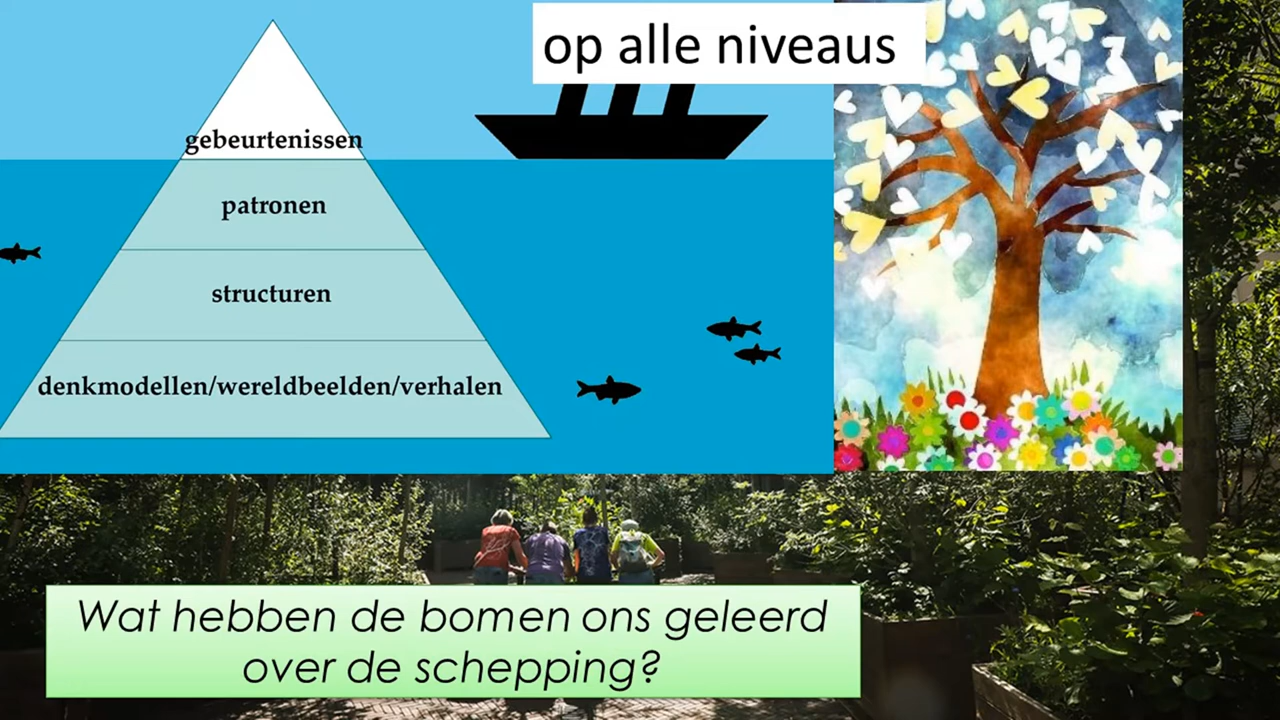 op alle niveaus
gebeurtenissen
patronen
structuren
denkmodellen/wereldbeelden/verhalen
Wat hebben de bomen ons geleerd
over de schepping?